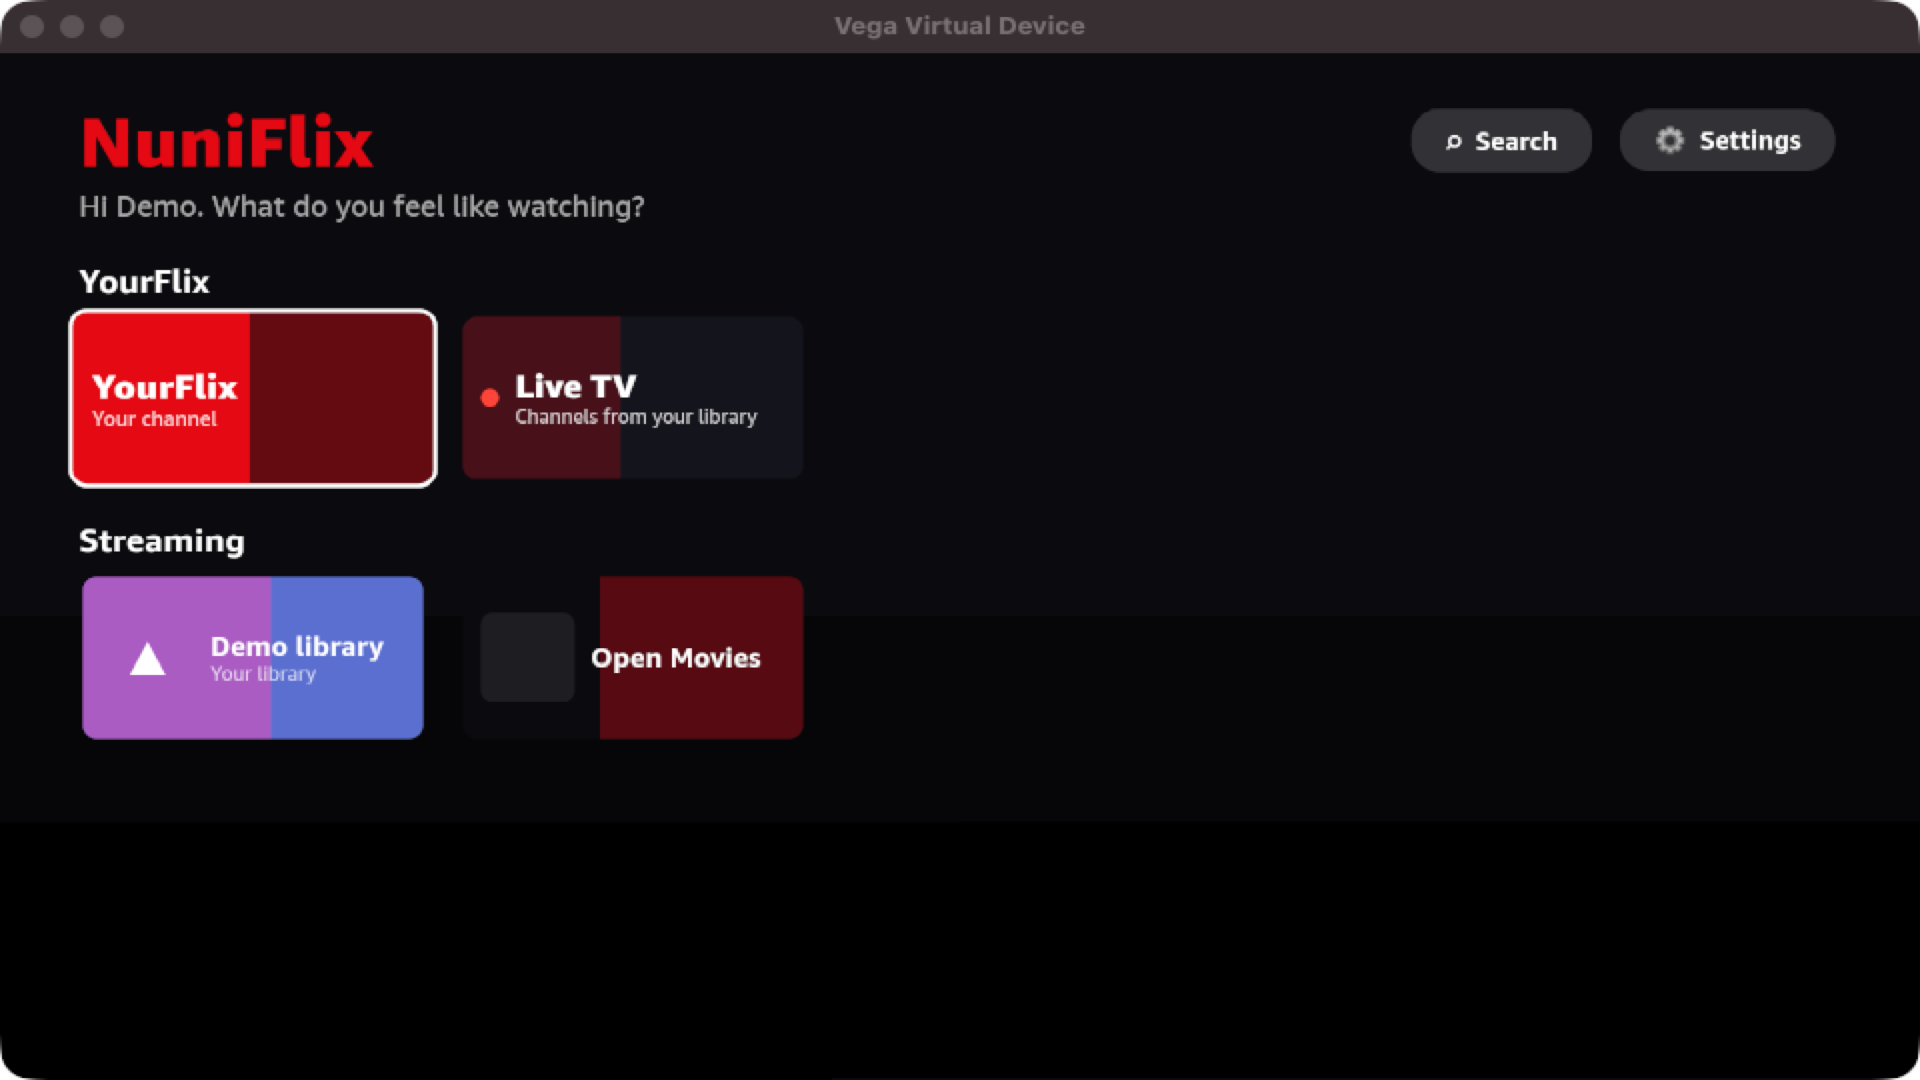 Vega Virtual Device
NuniFlix
Search
Settings
Hi Demo. What do you feel like watching?
YourFlix
YourFlix
Your channel
Live TV
Channels from your library
Streaming
Demo library
Your library
Open Movies